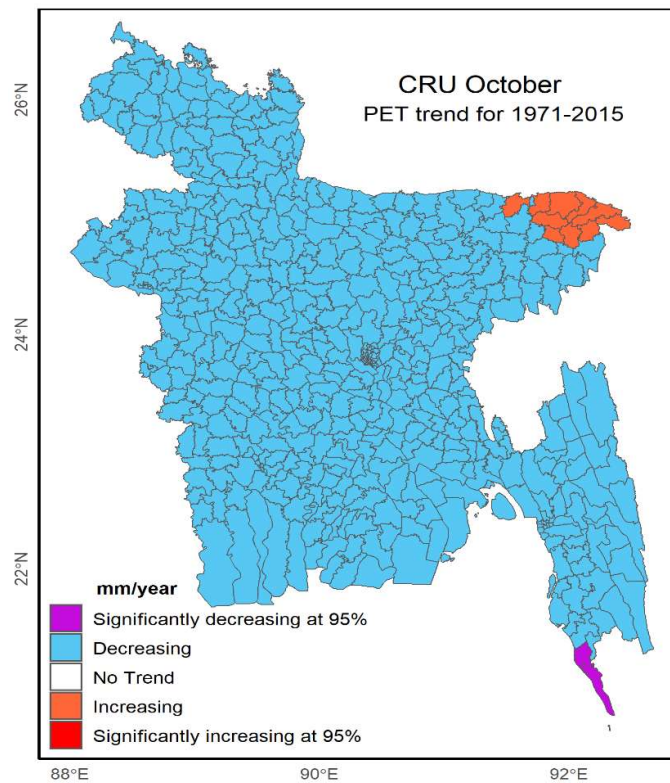 CRU October
PET trend for 1971-2015
26°N
24°N
22°N
mm/year
Significantly decreasing at 95%
Decreasing
No Trend
Increasing
Significantly increasing at 95%
88°E
90°E
92°E